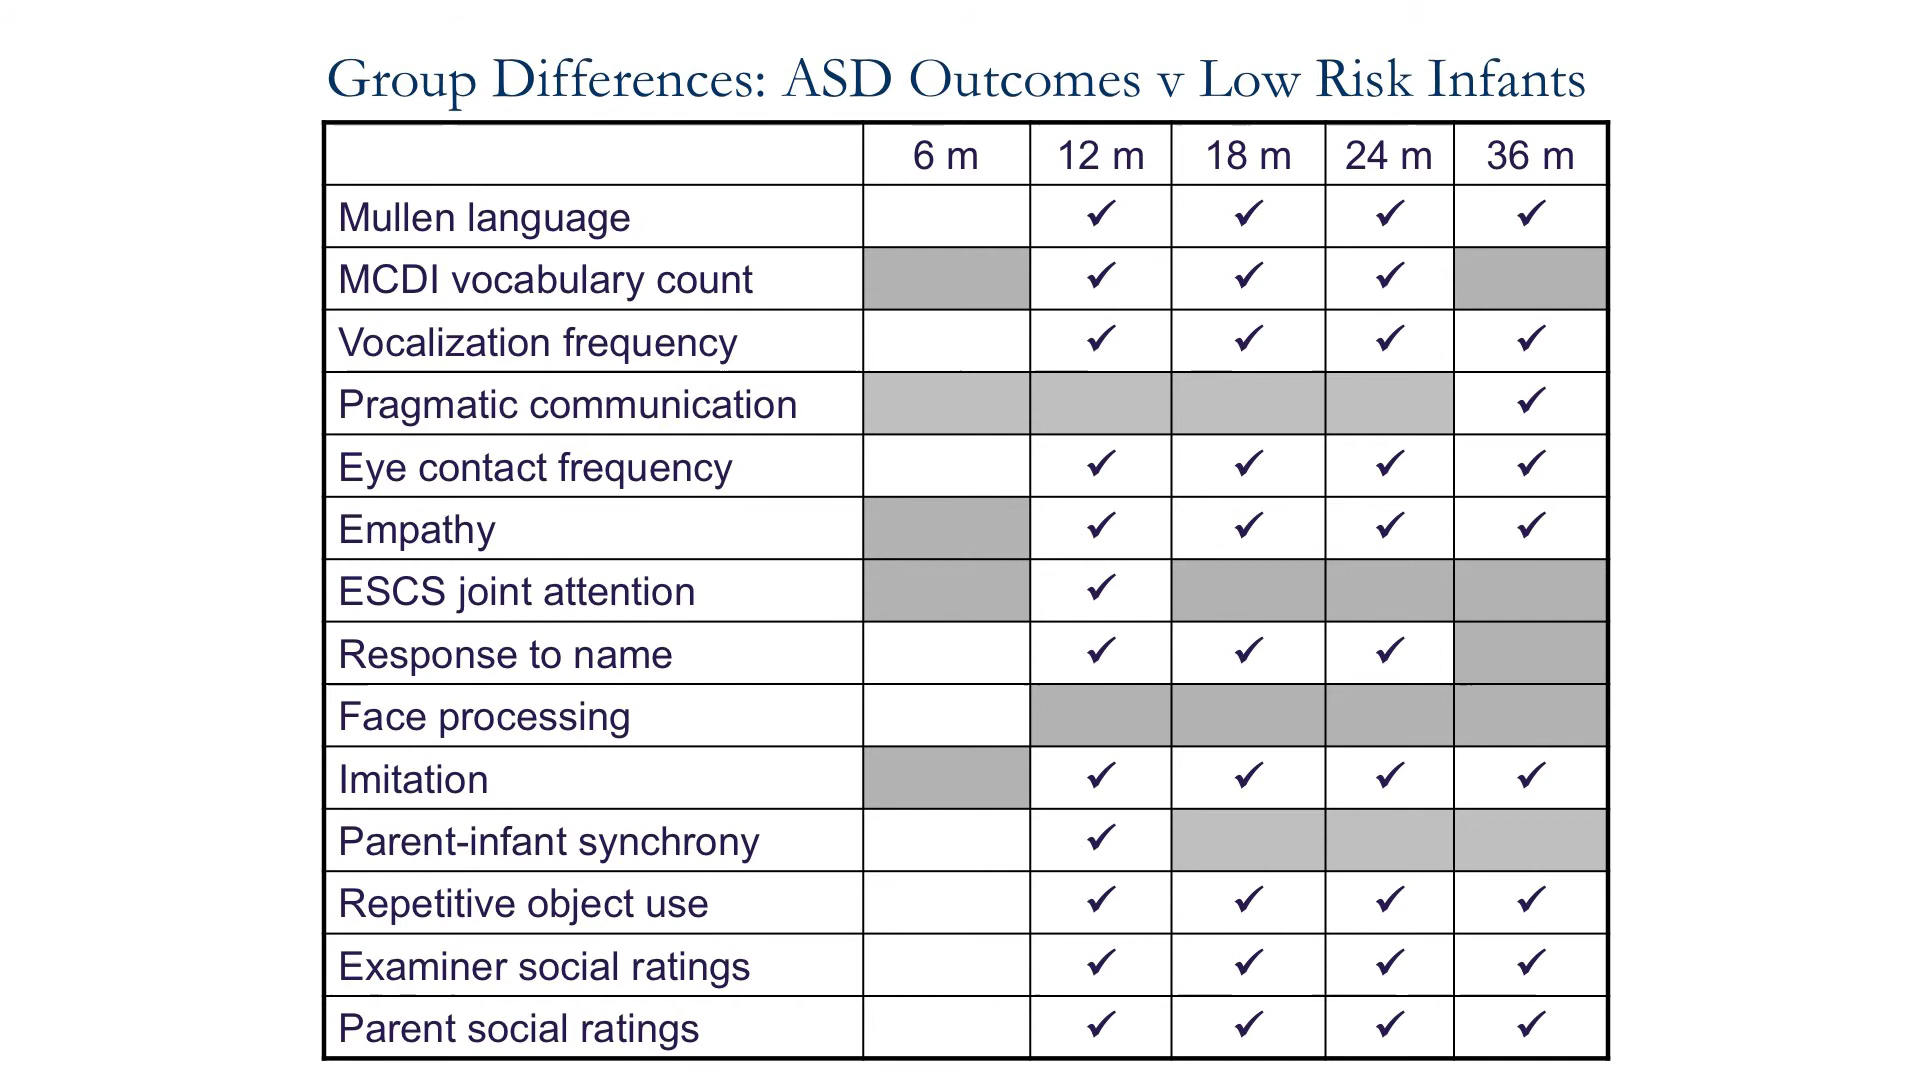 Group Differences: ASD Outcomes v Low Risk Infants
6 m 12 m 18 m 24 m 36 m
Mullen language ✓ ✓ ✓ ✓
MCDI vocabulary count ✓ ✓ ✓
Vocalization frequency ✓ ✓ ✓ ✓
Pragmatic communication ✓
Eye contact frequency ✓ ✓ ✓ ✓
Empathy ✓ ✓ ✓ ✓
ESCS joint attention ✓
Response to name ✓ ✓ ✓
Face processing
Imitation ✓ ✓ ✓ ✓
Parent-infant synchrony ✓
Repetitive object use ✓ ✓ ✓ ✓
Examiner social ratings ✓ ✓ ✓ ✓
Parent social ratings ✓ ✓ ✓ ✓